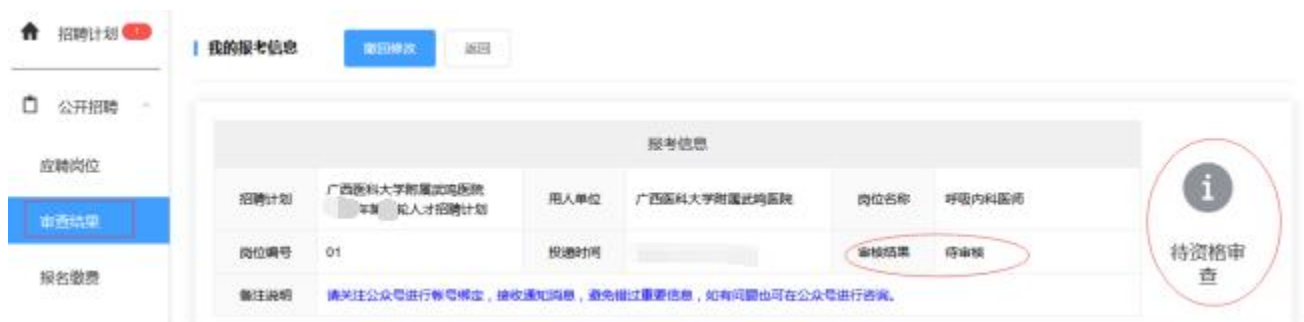 招聘计划
我的报考信息 撤回修改 返回
公开招聘
报考信息
应聘岗位
招聘计划 广西医科大学附属武鸣医院 用人单位 广西医科大学附属武鸣医院 岗位名称 呼吸内科医师
年第 轮人才招聘计划
审查结果
岗位编号 01 投递时间 审核结果 待审核
待资格审
查
报名缴费
备注说明 请关注公众号进行帐号绑定，接收通知消息，避免错过重要信息，如有问题也可在公众号进行咨询。